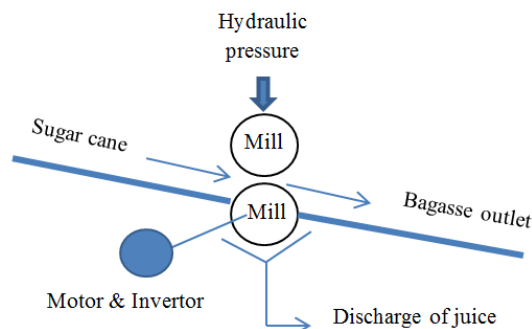 Hydraulic
pressure
Sugar cane
Mill
Mill
Bagasse outlet
Motor & Invertor
Discharge of juice